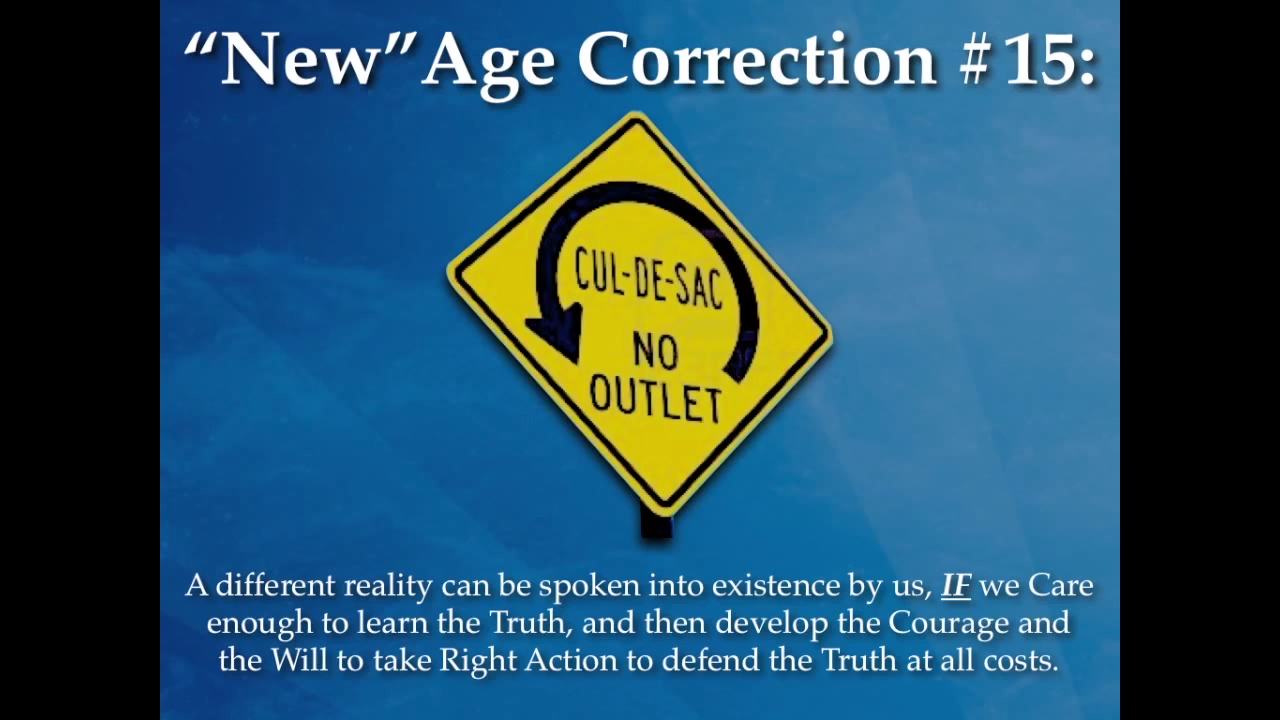 “New”Age Correction #15:
CUL-DE-SAC
NO
OUTLET
A different reality can be spoken into existence by us, IF we Care
enough to learn the Truth, and then develop the Courage and
the Will to take Right Action to defend the Truth at all costs.